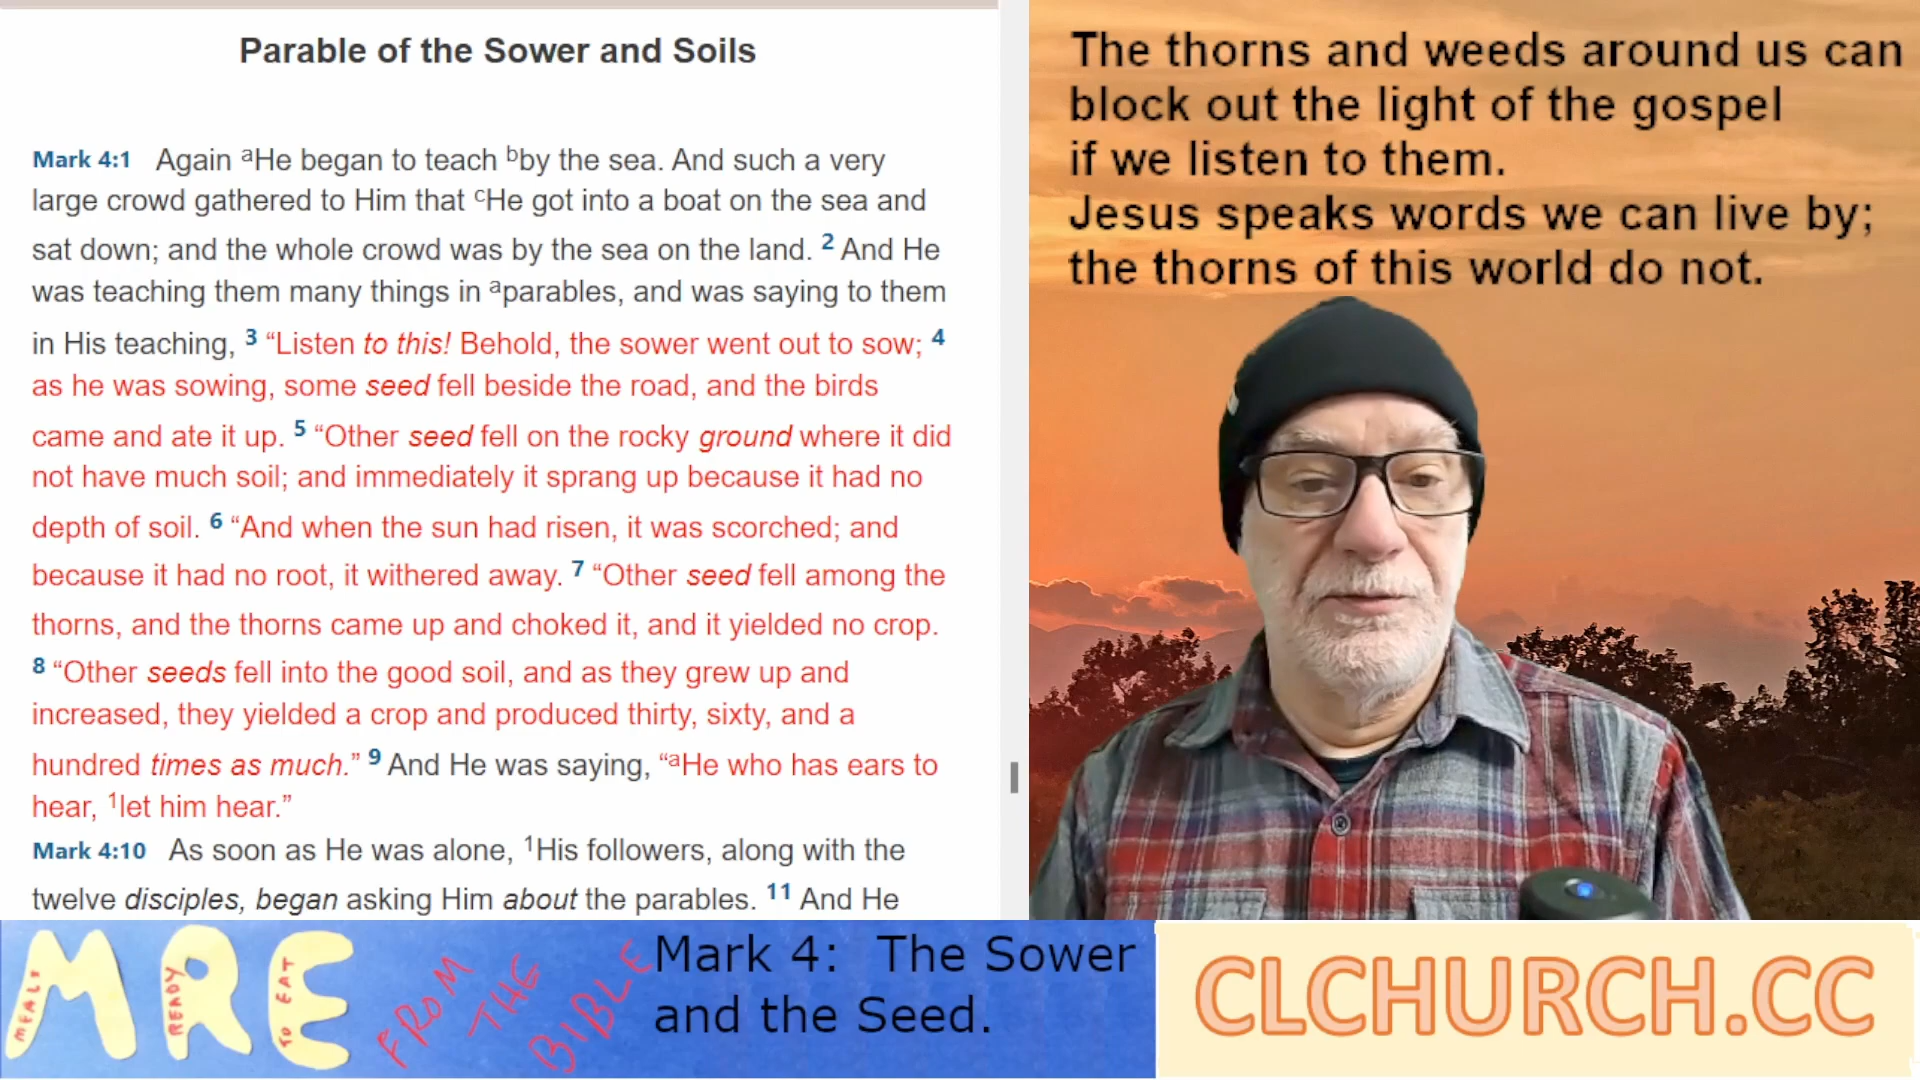 Parable of the Sower and Soils
Mark 4:1 Again aHe began to teach bby the sea. And such a very
large crowd gathered to Him that cHe got into a boat on the sea and
sat down; and the whole crowd was by the sea on the land. 2 And He
was teaching them many things in aparables, and was saying to them
in His teaching, 3 “Listen to this! Behold, the sower went out to sow; 4
as he was sowing, some seed fell beside the road, and the birds
came and ate it up. 5 “Other seed fell on the rocky ground where it did
not have much soil; and immediately it sprang up because it had no
depth of soil. 6 “And when the sun had risen, it was scorched; and
because it had no root, it withered away. 7 “Other seed fell among the
thorns, and the thorns came up and choked it, and it yielded no crop.
8 “Other seeds fell into the good soil, and as they grew up and
increased, they yielded a crop and produced thirty, sixty, and a
hundred times as much.” 9 And He was saying, “aHe who has ears to
hear, 1let him hear.”
Mark 4:10 As soon as He was alone, 1His followers, along with the
twelve disciples, began asking Him about the parables. 11 And He
The thorns and weeds around us can
block out the light of the gospel
if we listen to them.
Jesus speaks words we can live by;
the thorns of this world do not.
MRE
MEALS
READY
TO EAT
FROM
THE
BIBLE
Mark 4: The Sower
and the Seed.
CLCHURCH.CC